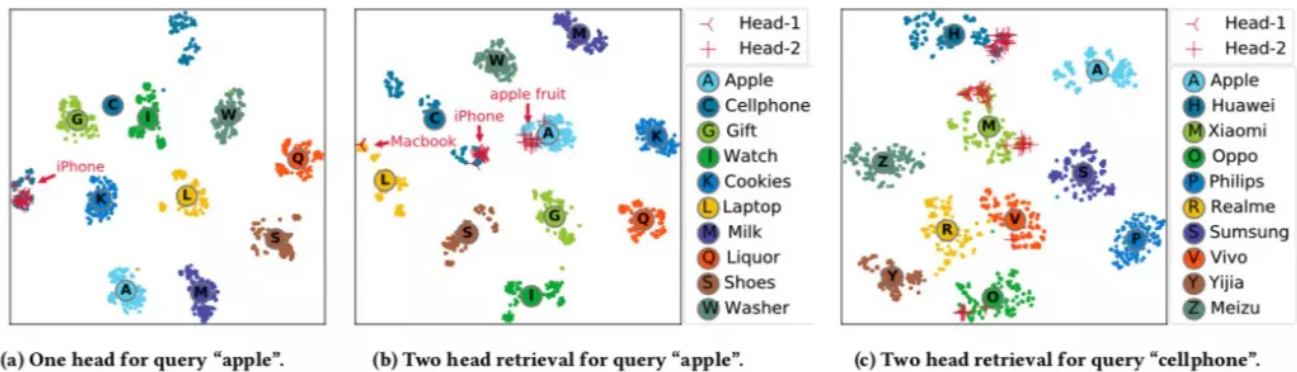 C
G
I
W
iPhone
Q
K
L
S
A
M
(a) One head for query “apple”.
M
W
apple fruit
C
iPhone
A
K
Macbook
L
G
Q
S
I
Head-1
Head-2
A Apple
C Cellphone
G Gift
I Watch
K Cookies
L Laptop
M Milk
Q Liquor
S Shoes
W Washer
(b) Two head retrieval for query “apple”.
H
A
M
Z
S
R
V
P
Y
O
Head-1
Head-2
A Apple
H Huawei
M Xiaomi
O Oppo
P Philips
R Realme
S Sumsung
V Vivo
Y Yijia
Z Meizu
(c) Two head retrieval for query “cellphone”.